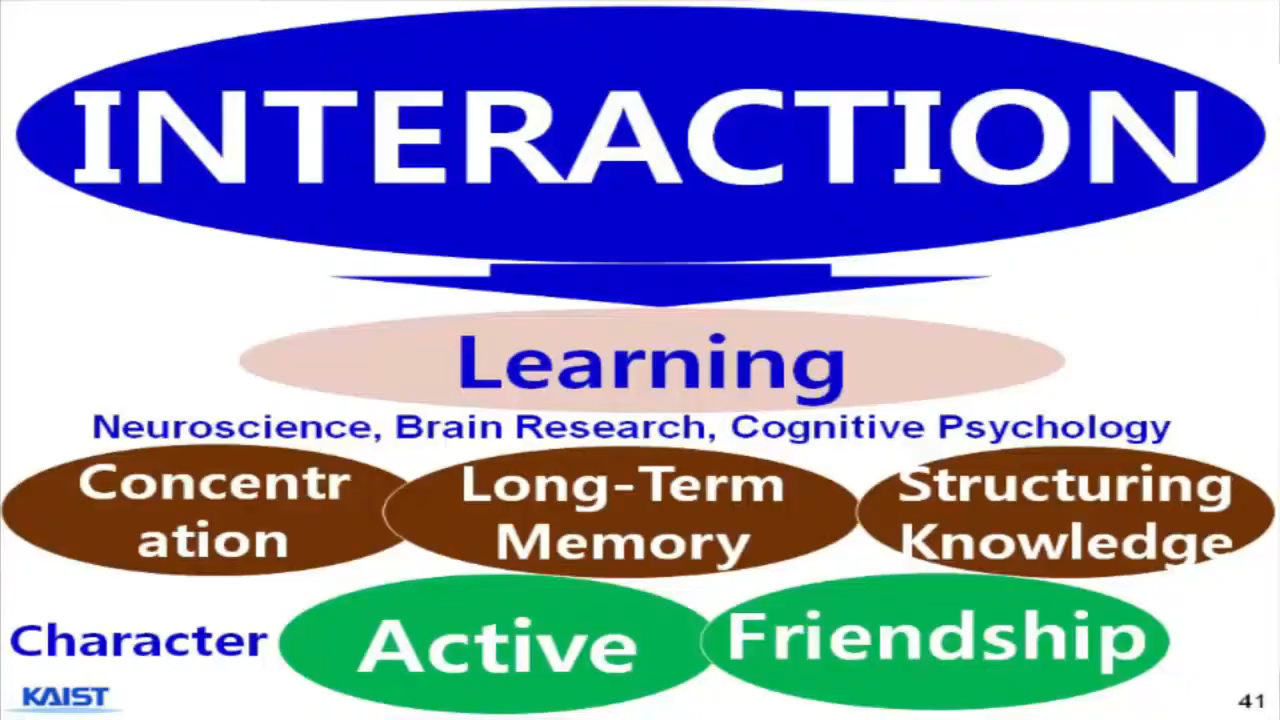 INTERACTION
Learning
Neuroscience, Brain Research, Cognitive Psychology
Concentr
ation
Long-Term
Memory
Structuring
Knowledge
Character
Active
Friendship
KAIST
41